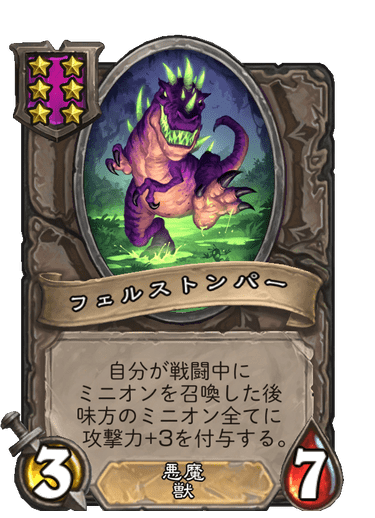 フェルストンパー
自分が戦闘中に
ミニオンを召喚した後
味方のミニオン全てに
攻撃力+3を付与する。
3
悪魔
獣
7